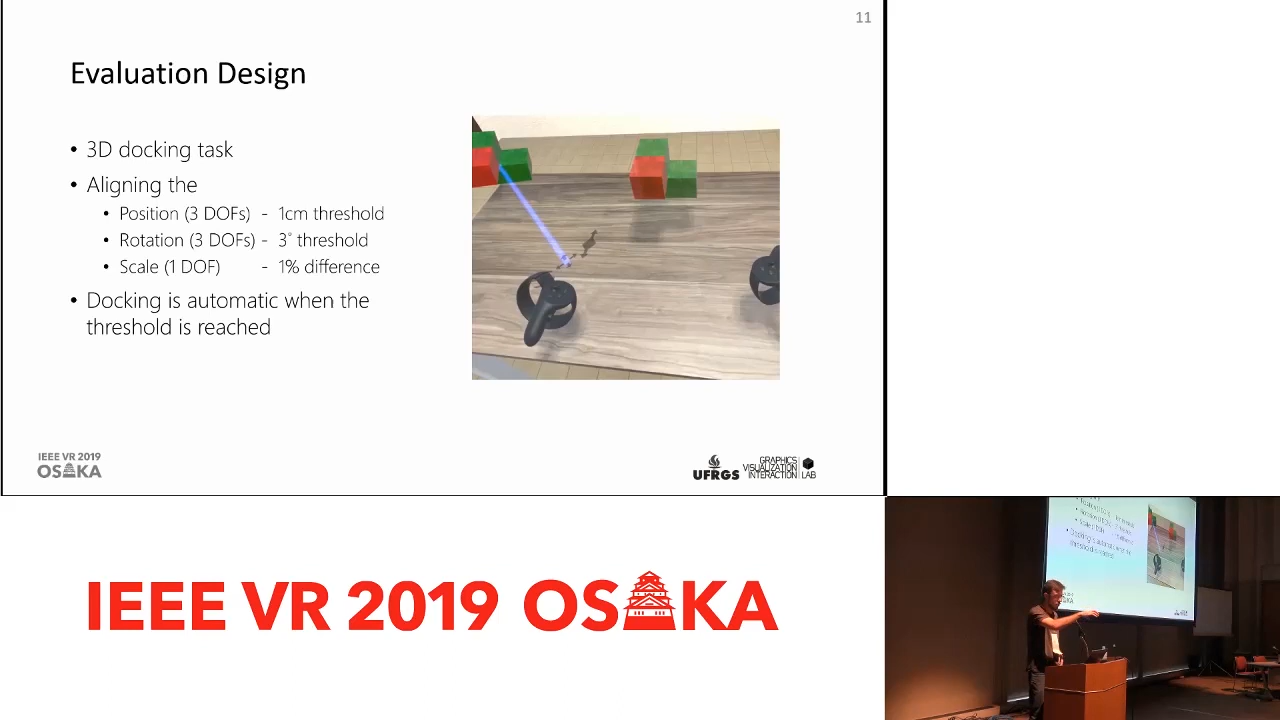 11
Evaluation Design
• 3D docking task
• Aligning the
• Position (3 DOFs) - 1cm threshold
• Rotation (3 DOFs) - 3° threshold
• Scale (1 DOF) - 1% difference
• Docking is automatic when the
threshold is reached
IEEE VR 2019
OSAKA
UFRGS
GRAPHICS
VISUALIZATION
INTERACTION
LAB
IEEE VR 2019 OSAKA